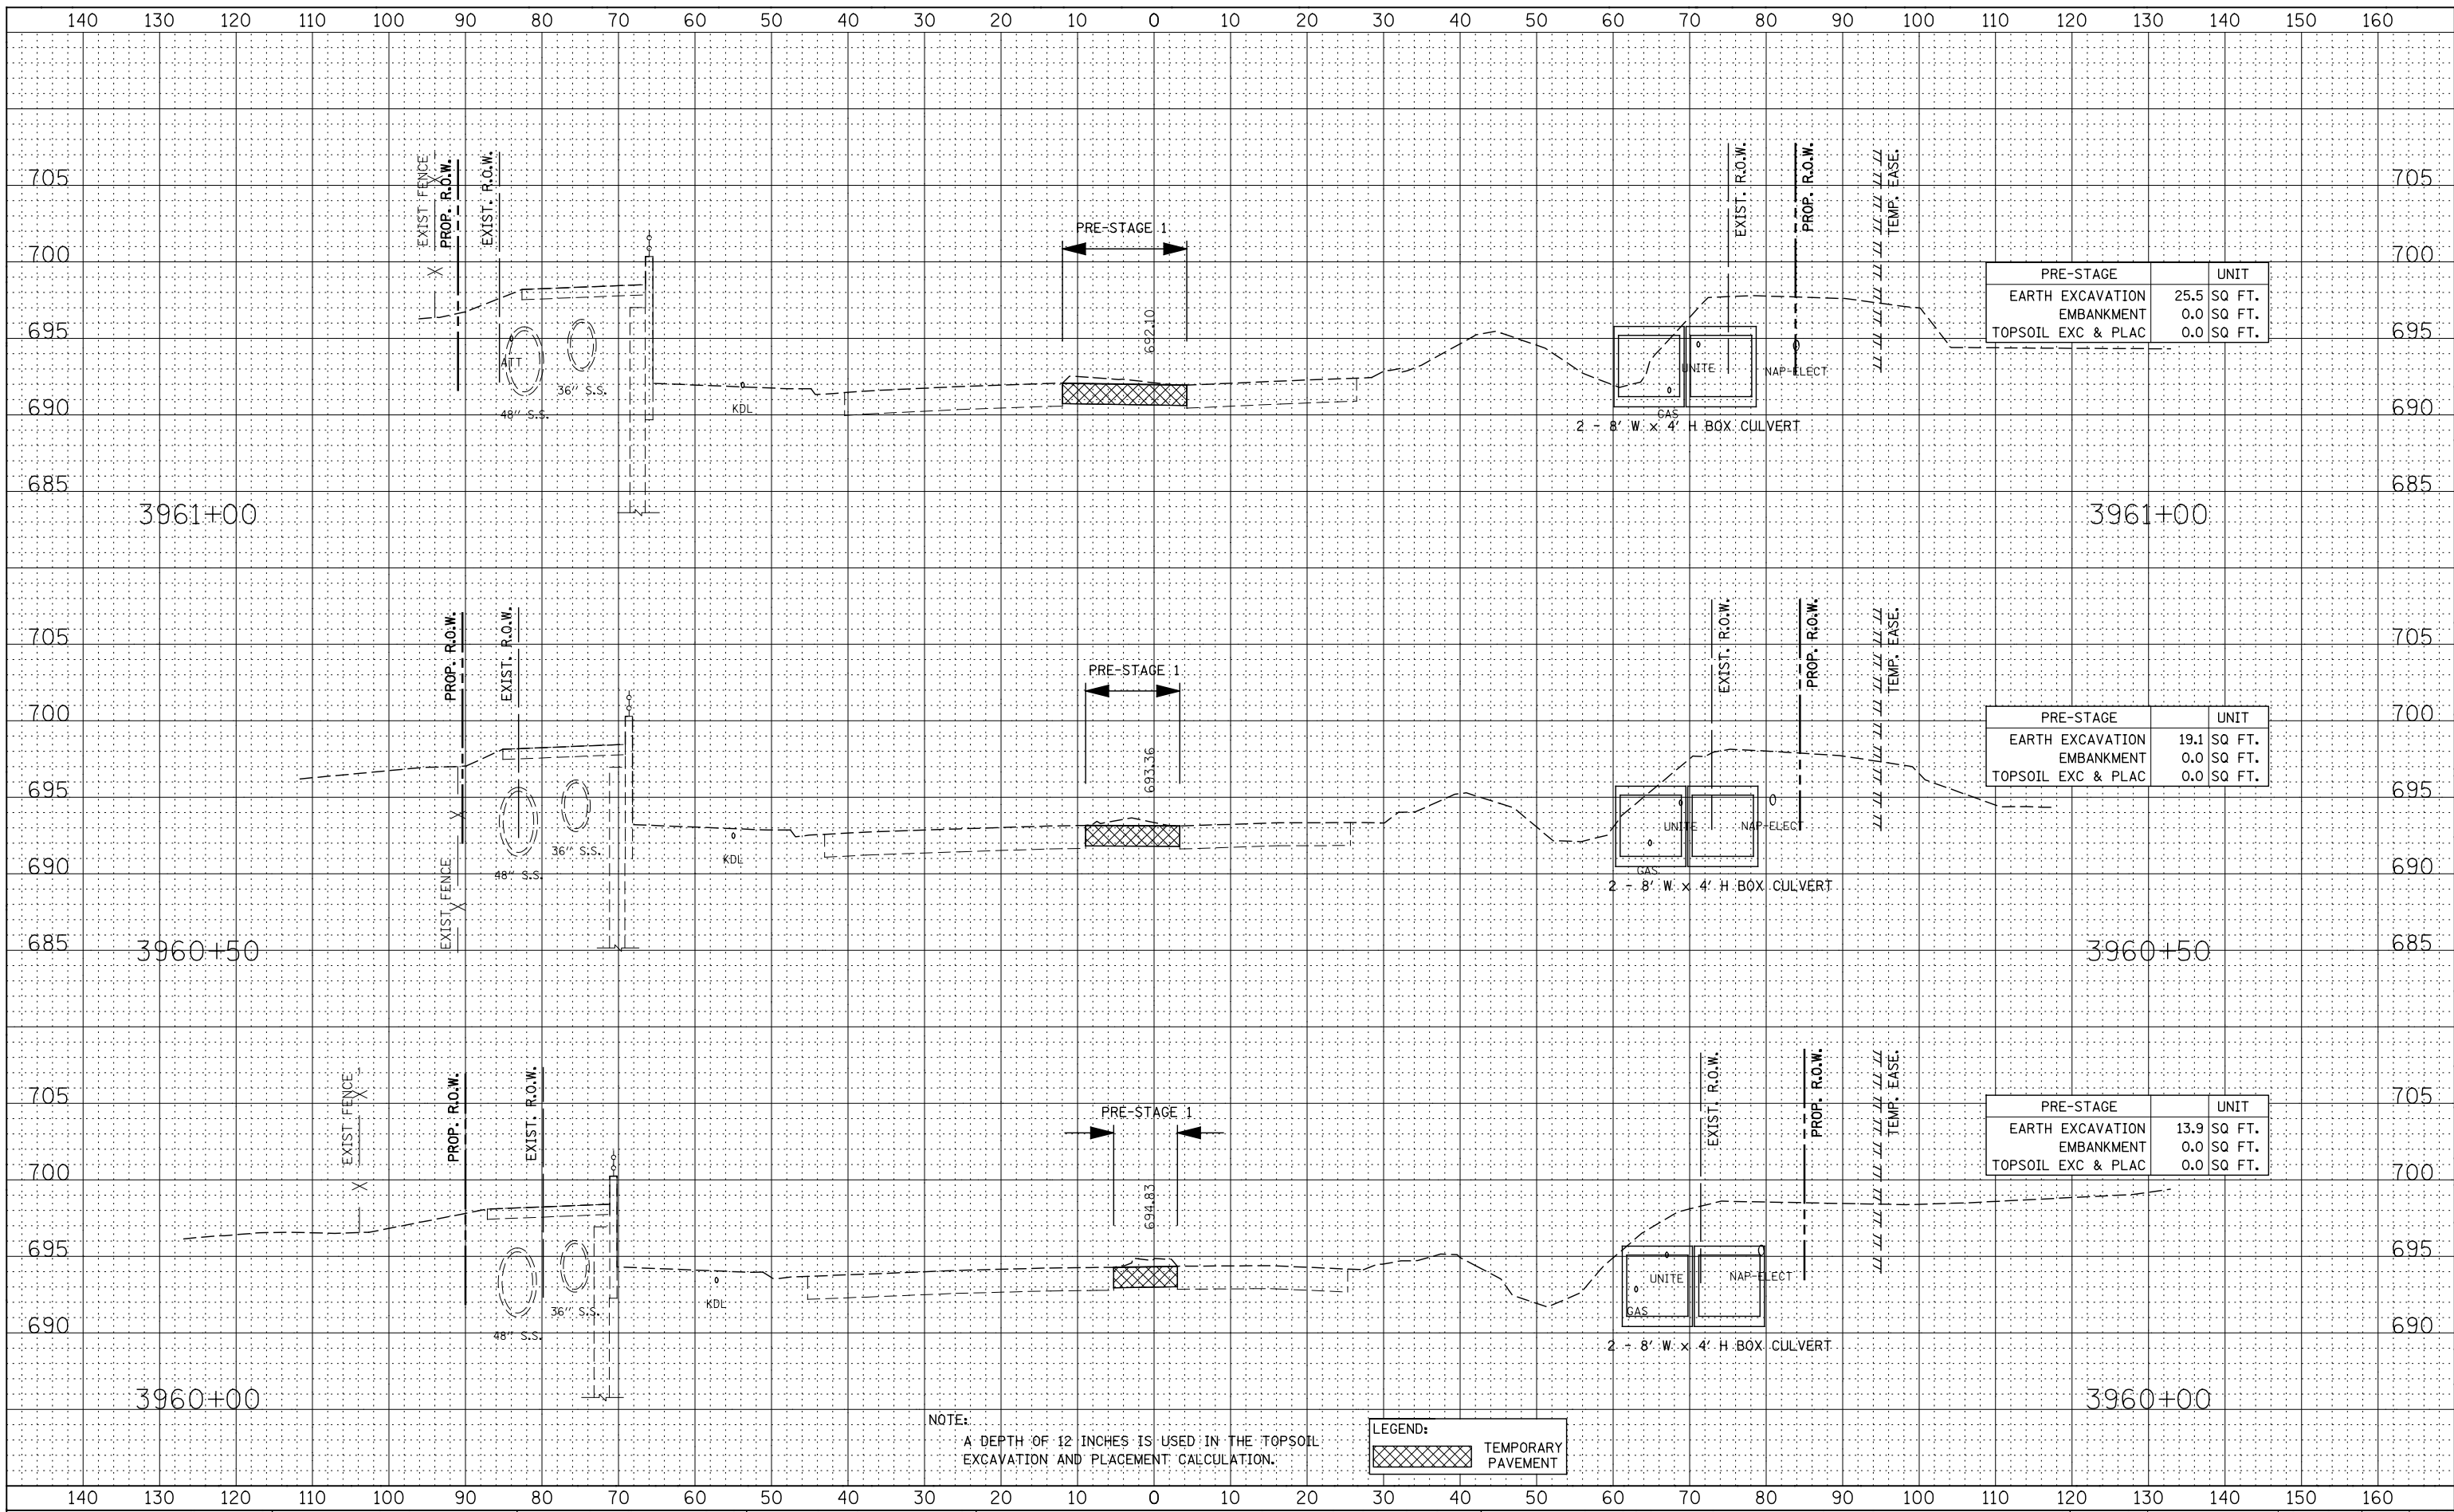 140 130 120 110 100 90 80 70 60 50 40 30 20 10 0 10 20 30 40 50 60 70 80 90 100 110 120 130 140 150 160
EXIST FENCE
PROP. R.O.W.
EXIST. R.O.W.
EXIST. R.O.W.
PROP. R.O.W.
TEMP. EASE.
705 705
PRE-STAGE 1
700 700
692.10
PRE-STAGE UNIT
EARTH EXCAVATION 25.5 SQ FT.
EMBANKMENT 0.0 SQ FT.
TOPSOIL EXC & PLAC 0.0 SQ FT.
695 695
ATT
UNITE
NAP-ELECT
36" S.S.
KDL
48" S.S.
GAS
690 690
2 - 8' W x 4' H BOX CULVERT
685 685
3961+00 3961+00
PROP. R.O.W.
EXIST. R.O.W.
EXIST. R.O.W.
PROP. R.O.W.
TEMP. EASE.
705 705
PRE-STAGE 1
700 700
693.36
PRE-STAGE UNIT
EARTH EXCAVATION 19.1 SQ FT.
EMBANKMENT 0.0 SQ FT.
TOPSOIL EXC & PLAC 0.0 SQ FT.
695 695
UNITE
NAP-ELECT
36" S.S.
KDL
48" S.S.
GAS
690 690
2 - 8' W x 4' H BOX CULVERT
EXIST FENCE
685 685
3960+50 3960+50
EXIST FENCE
PROP. R.O.W.
EXIST. R.O.W.
EXIST. R.O.W.
PROP. R.O.W.
TEMP. EASE.
705 705
PRE-STAGE 1
PRE-STAGE UNIT
EARTH EXCAVATION 13.9 SQ FT.
EMBANKMENT 0.0 SQ FT.
TOPSOIL EXC & PLAC 0.0 SQ FT.
700 700
694.83
695 695
UNITE
NAP-ELECT
KDL
36" S.S.
GAS
48" S.S.
690 690
2 - 8' W x 4' H BOX CULVERT
3960+00 3960+00
NOTE:
A DEPTH OF 12 INCHES IS USED IN THE TOPSOIL
EXCAVATION AND PLACEMENT CALCULATION.
LEGEND:
TEMPORARY
PAVEMENT
140 130 120 110 100 90 80 70 60 50 40 30 20 10 0 10 20 30 40 50 60 70 80 90 100 110 120 130 140 150 160